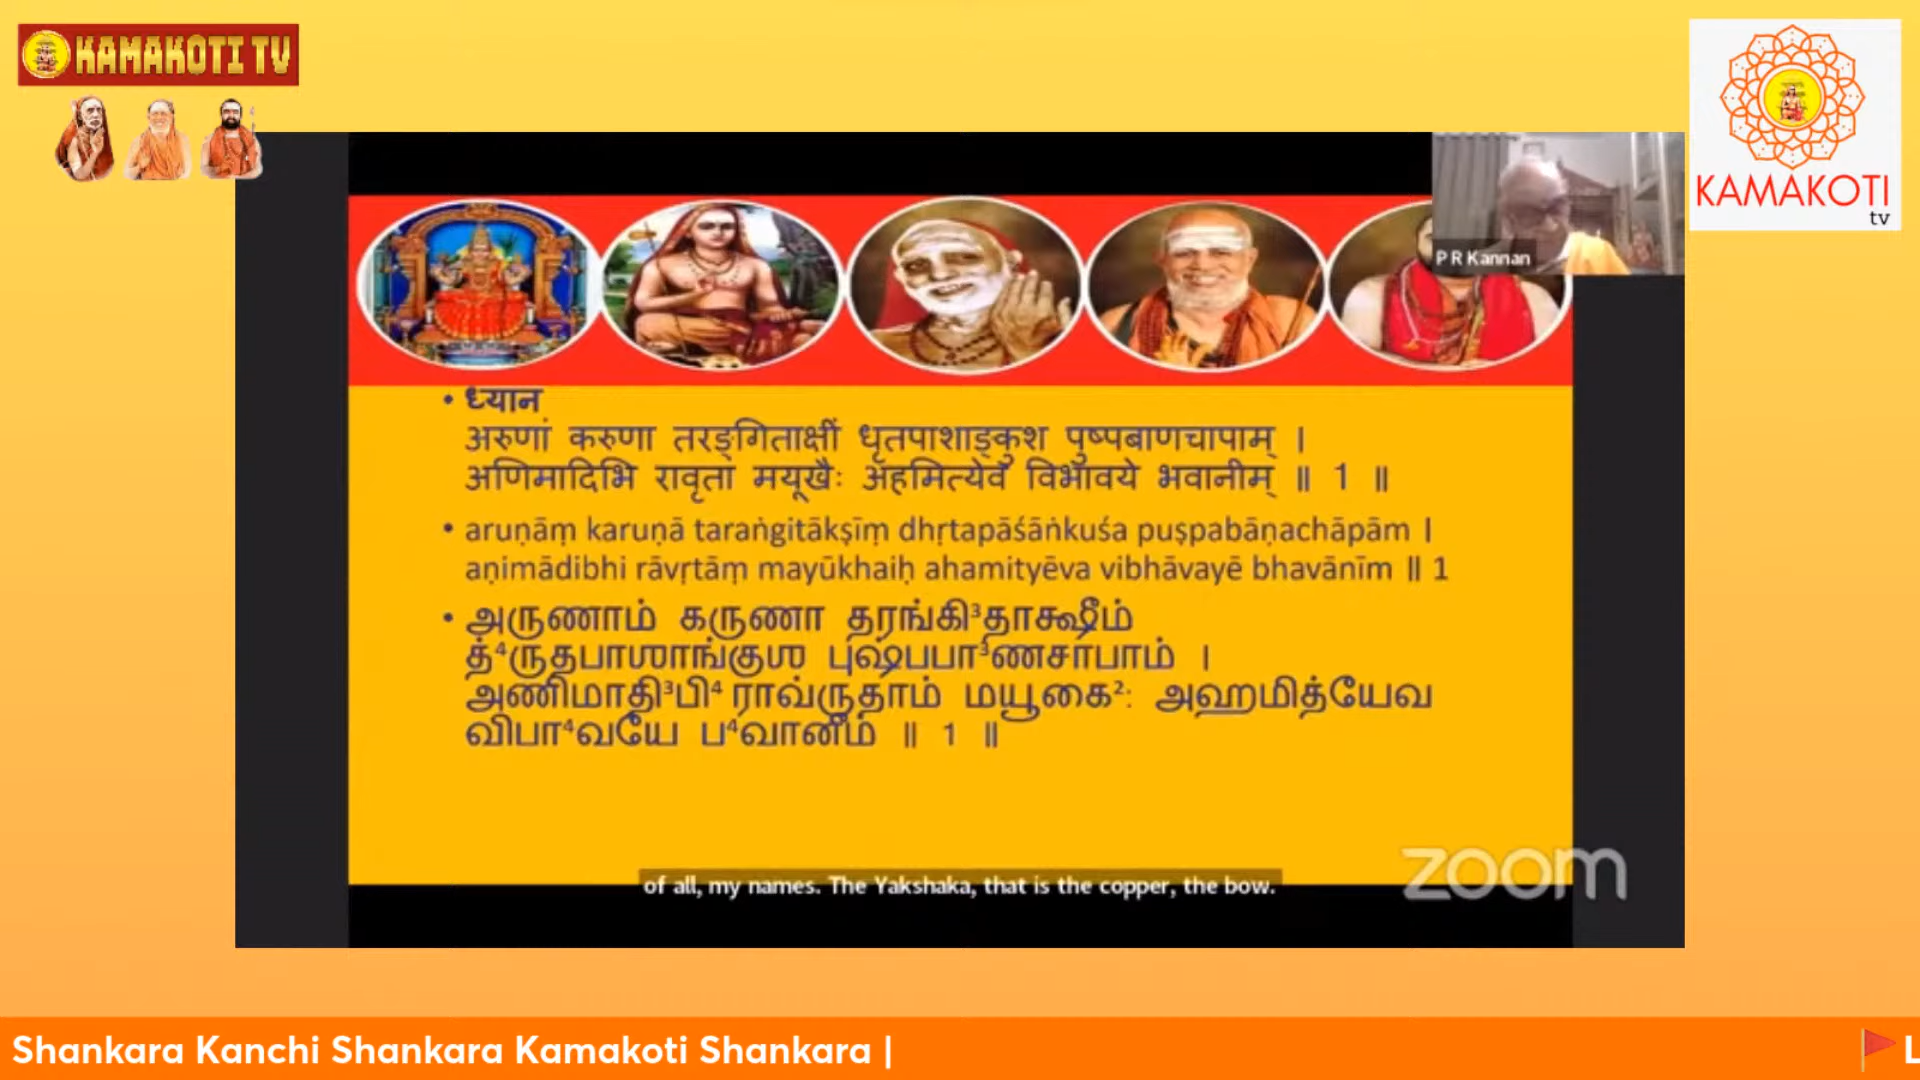 KAMAKOTI TV
KAMAKOTI
tv
P R Kannan
• ध्यान
अरुणां करुणा तरङ्गिताक्षीं धृतपाशाङ्कुश पुष्पबाणचापाम् ।
अणिमादिभि रावृतां मयूखैः अहमित्येव विभावये भवानीम् ॥ 1 ॥
• aruṇāṃ karuṇā taraṅgitākṣīṃ dhṛtapāśāṅkuśa puṣpabāṇachāpām |
aṇimādibhi rāvṛtāṃ mayūkhaiḥ ahamityēva vibhāvayē bhavānīm || 1
• அருணாம் கருணா தரங்கி³தாக்ஷீம்
த்⁴ருதபாஶாங்குஶ புஷ்பபா³ணசாபாம் ।
அணிமாதி³பி⁴ ராவ்ருதாம் மயூகை²: அஹமித்யேவ
விபா⁴வயே ப⁴வானீம் ॥ 1 ॥
of all, my names. The Yakshaka, that is the copper, the bow.
zoom
Shankara Kanchi Shankara Kamakoti Shankara |
L